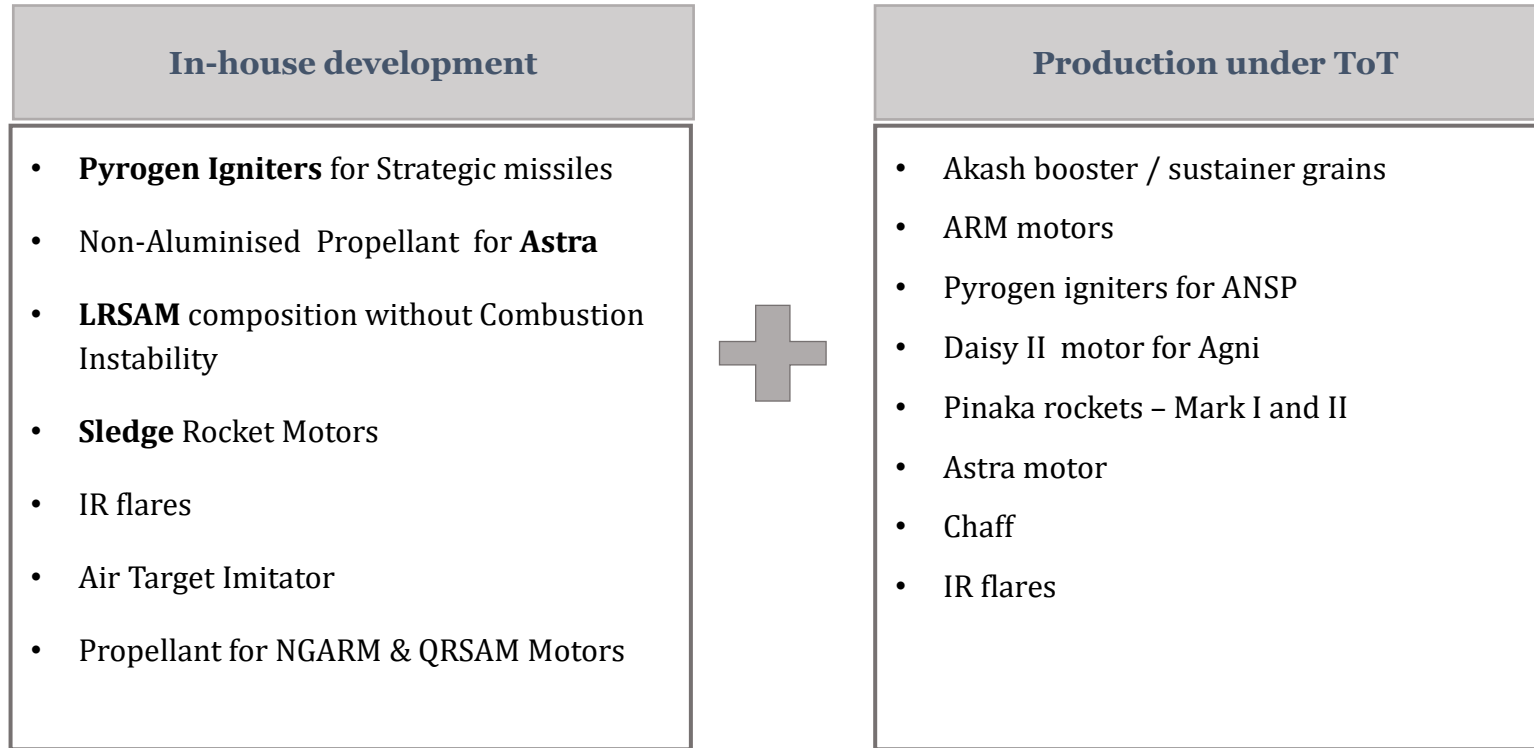 In-house development
• Pyrogen Igniters for Strategic missiles
• Non-Aluminised Propellant for Astra
• LRSAM composition without Combustion
Instability
• Sledge Rocket Motors
• IR flares
• Air Target Imitator
• Propellant for NGARM & QRSAM Motors
Production under ToT
• Akash booster / sustainer grains
• ARM motors
• Pyrogen igniters for ANSP
• Daisy II motor for Agni
• Pinaka rockets – Mark I and II
• Astra motor
• Chaff
• IR flares